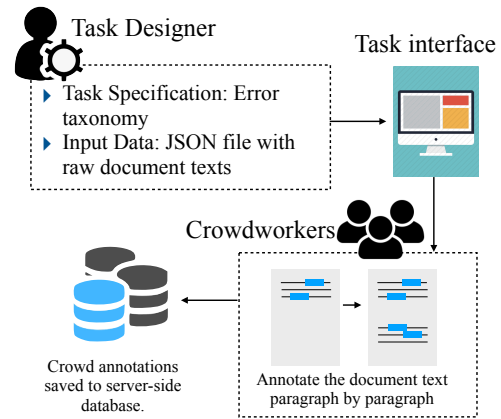 Task Designer
Task interface
Task Specification: Error
taxonomy
Input Data: JSON file with
raw document texts
Crowdworkers
Crowd annotations
saved to server-side
database.
Annotate the document text
paragraph by paragraph